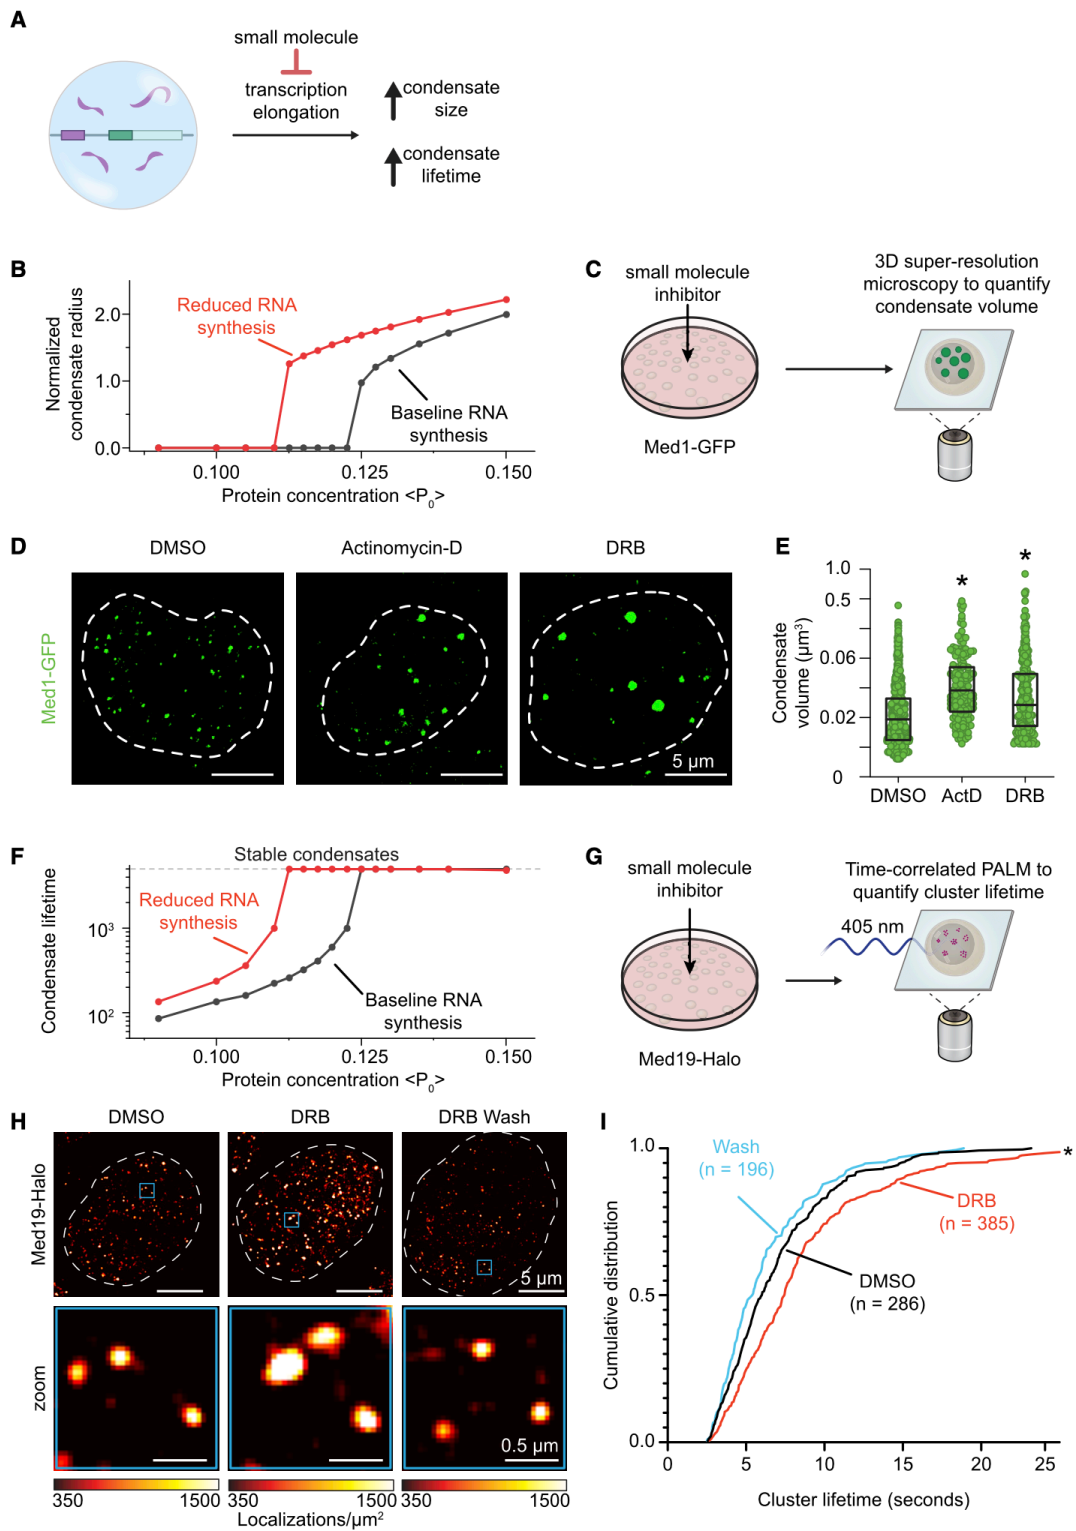 A
small molecule
transcription
elongation
condensate
size
condensate
lifetime
B
Normalized
condensate radius
2.0
1.0
0.0
Reduced RNA
synthesis
Baseline RNA
synthesis
0.100
0.125
0.150
Protein concentration <P0>
C
small molecule
inhibitor
Med1-GFP
3D super-resolution
microscopy to quantify
condensate volume
D
DMSO
Actinomycin-D
DRB
Med1-GFP
5 µm
E
*
*
Condensate
volume (µm³)
1.0
0.5
0.06
0.02
0
DMSO
ActD
DRB
F
Condensate lifetime
Stable condensates
Reduced RNA
synthesis
10³
10²
Baseline RNA
synthesis
0.100
0.125
0.150
Protein concentration <P0>
G
small molecule
inhibitor
Med19-Halo
Time-correlated PALM to
quantify cluster lifetime
405 nm
H
DMSO
DRB
DRB Wash
Med19-Halo
5 µm
zoom
0.5 µm
350
1500
350
1500
350
1500
Localizations/µm²
I
Cumulative distribution
1.0
0.5
0.0
Wash
(n = 196)
DRB
(n = 385)
DMSO
(n = 286)
*
0
5
10
15
20
25
Cluster lifetime (seconds)